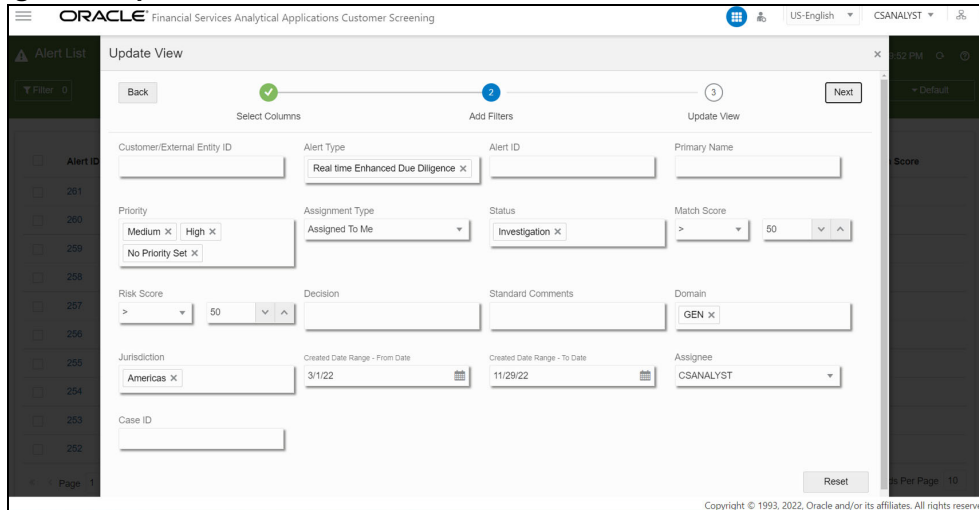 ORACLE Financial Services Analytical Applications Customer Screening
US-English
CSANALYST
Alert List
Update View
×
:52 PM
Filter 0
Back
2
3
Next
Default
Select Columns
Add Filters
Update View
Customer/External Entity ID
Alert Type
Alert ID
Primary Name
Alert ID
Score
Real time Enhanced Due Diligence ×
261
260
Priority
Assignment Type
Status
Match Score
Medium × High ×
No Priority Set ×
Assigned To Me
Investigation ×
> 50
259
258
Risk Score
Decision
Standard Comments
Domain
257
> 50
GEN ×
256
Jurisdiction
Created Date Range - From Date
Created Date Range - To Date
Assignee
255
Americas ×
3/1/22
11/29/22
CSANALYST
254
253
Case ID
252
Page 1
Reset
s Per Page 10
Copyright © 1993, 2022, Oracle and/or its affiliates. All rights reserve